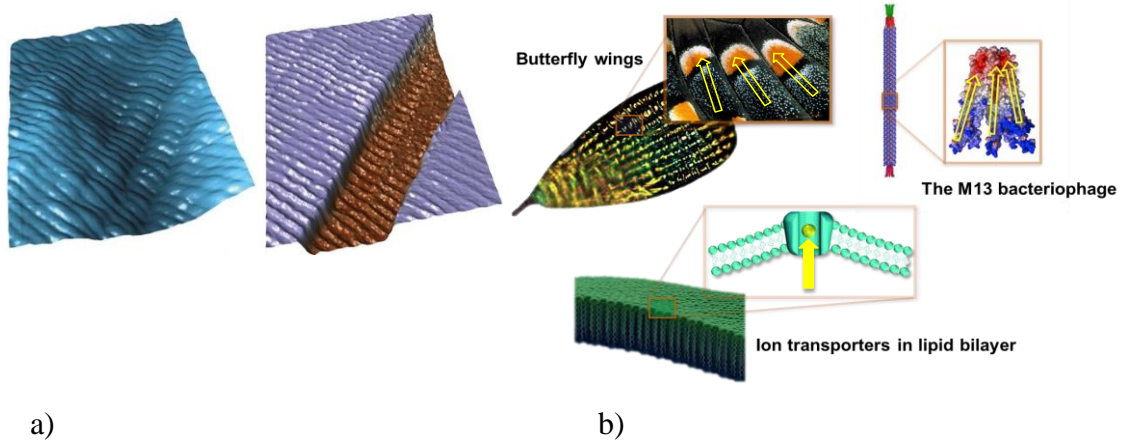 Butterfly wings
The M13 bacteriophage
Ion transporters in lipid bilayer
a)
b)